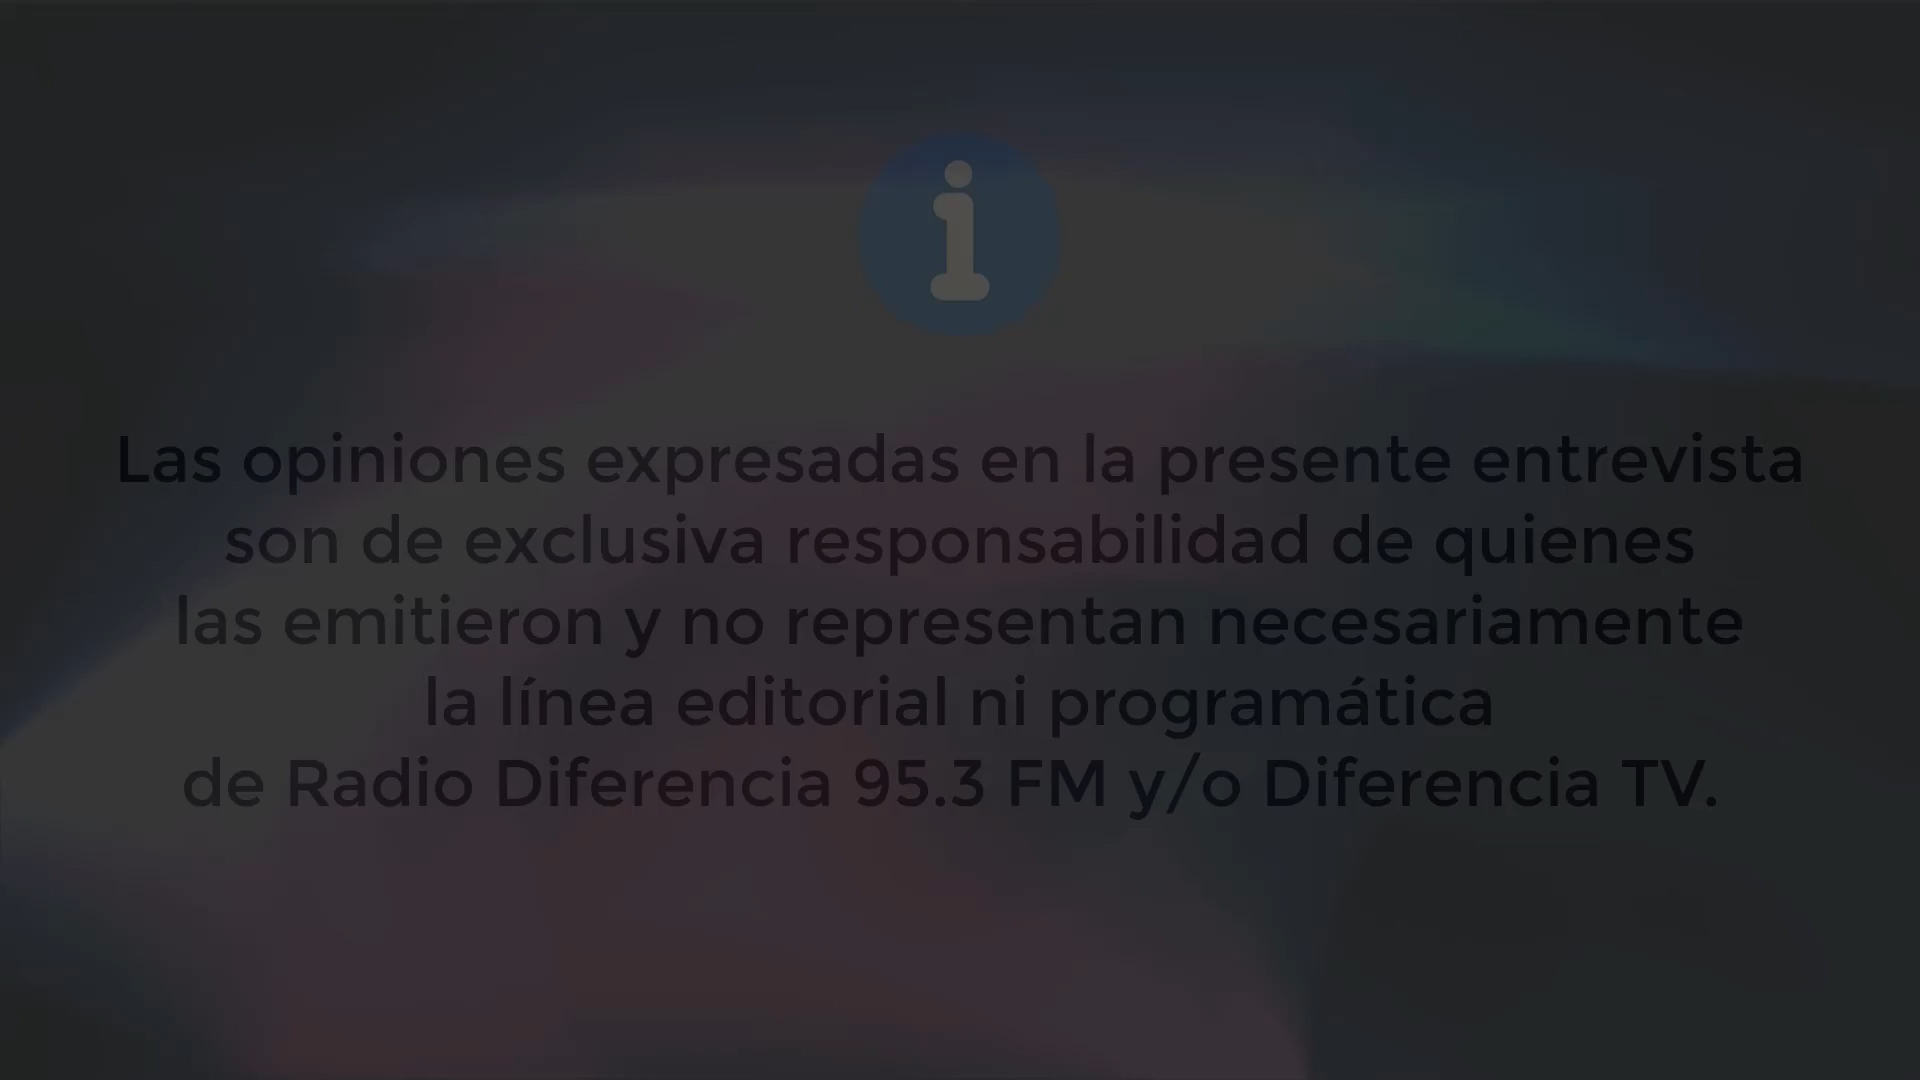 Las opiniones expresadas en la presente entrevista
son de exclusiva responsabilidad de quienes
las emitieron y no representan necesariamente
la línea editorial ni programática
de Radio Diferencia 95.3 FM y/o Diferencia TV.